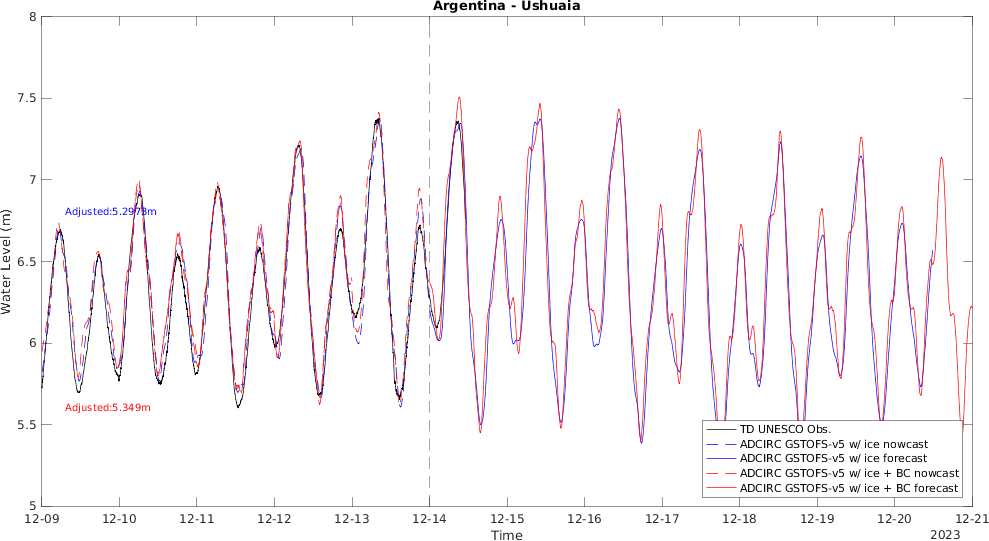 Argentina - Ushuaia
8
7.5
7
6.5
6
5.5
5
Water Level (m)
Adjusted:5.2973m
Adjusted:5.349m
TD UNESCO Obs.
ADCIRC GSTOFS-v5 w/ ice nowcast
ADCIRC GSTOFS-v5 w/ ice forecast
ADCIRC GSTOFS-v5 w/ ice + BC nowcast
ADCIRC GSTOFS-v5 w/ ice + BC forecast
12-09 12-10 12-11 12-12 12-13 12-14 12-15 12-16 12-17 12-18 12-19 12-20 12-21
Time
2023